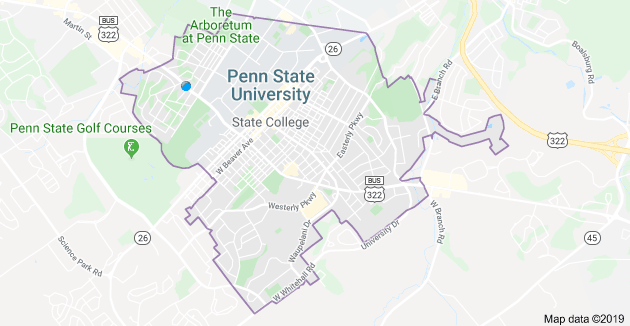 The
Arboretum
at Penn State
Martin St
BUS
322
26
E Branch Rd
Boalsburg Rd
Penn State
University
State College
Penn State Golf Courses
W Beaver Ave
Easterly Pkwy
322
BUS
322
Westerly Pkwy
Waupelani Dr
University Dr
W Branch Rd
26
45
Science Park Rd
W Whitehall Rd
Map data ©2019